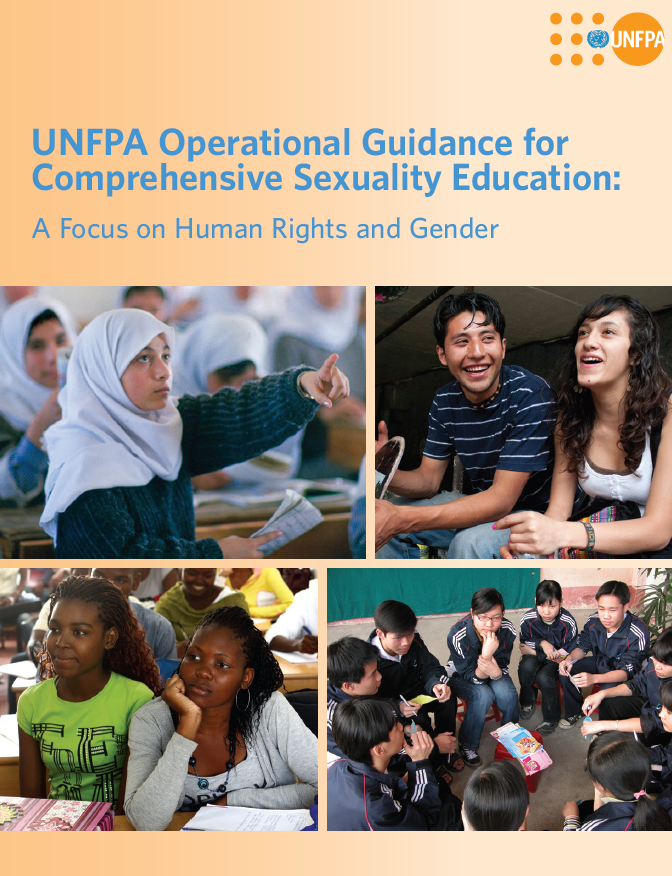 UNFPA
UNFPA Operational Guidance for
Comprehensive Sexuality Education:
A Focus on Human Rights and Gender